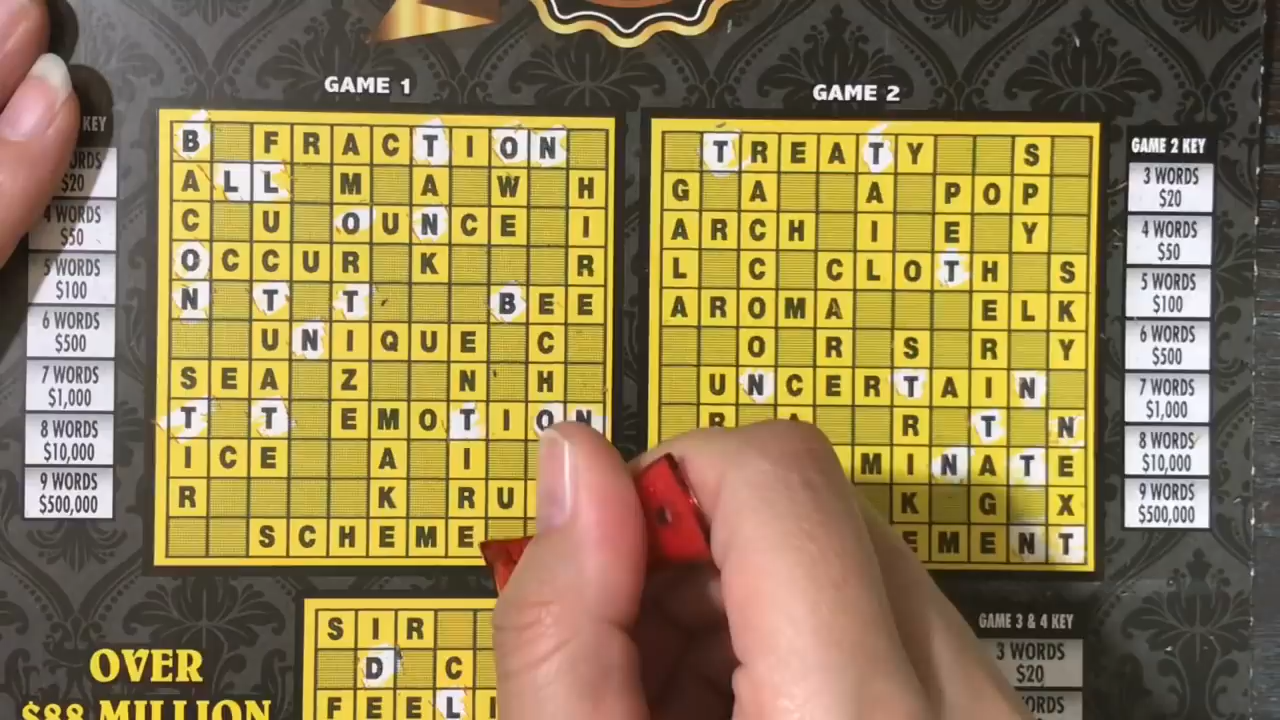 GAME 1
GAME 2
KEY
$20
4 WORDS
$50
5 WORDS
$100
6 WORDS
$500
7 WORDS
$1,000
8 WORDS
$10,000
9 WORDS
$500,000
B F R A C T I O N
A L L M A W H
C U O U N C E I
O C C U R K R
N T T B E E
U N I Q U E C
S E A Z N H
T T E M O T I O N
I C E A I
R K R U
S C H E M E
T R E A T Y S
G A A P O P
A R C H I E Y
L C C L O T H S
A R O M A E L K
O R S R Y
U N C E R T A I N
R R T N
M I N A T E
K G X
E M E N T
GAME 2 KEY
3 WORDS
$20
4 WORDS
$50
5 WORDS
$100
6 WORDS
$500
7 WORDS
$1,000
8 WORDS
$10,000
9 WORDS
$500,000
OVER
$88 MILLION
S I R
D C
F E E L
GAME 3 & 4 KEY
3 WORDS
$20